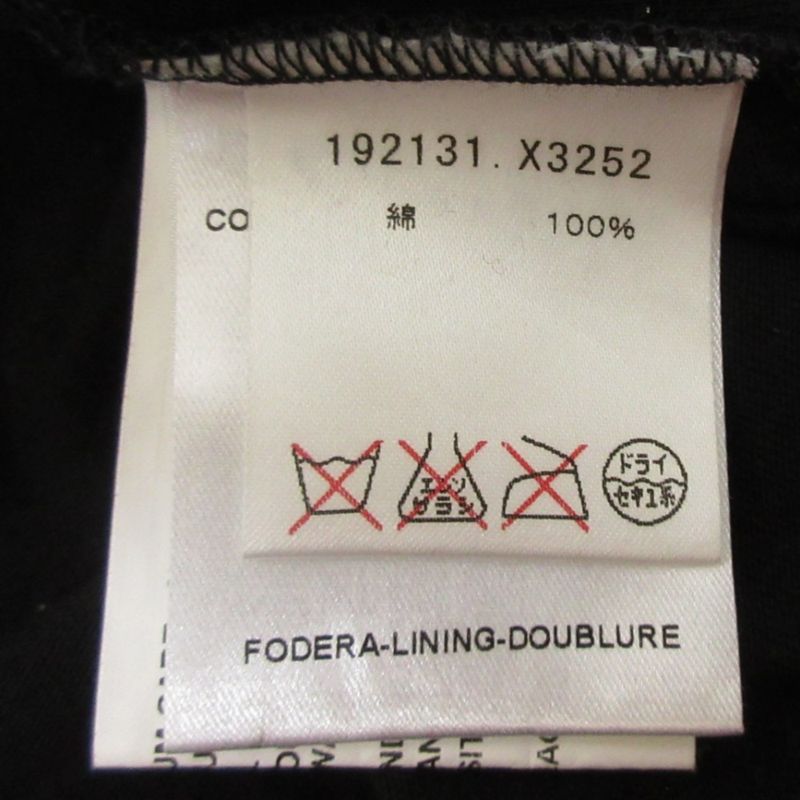 192131. X3252
CO 綿 100%
エンソ
サラシ
ドライ
セキユ系
FODERA-LINING-DOUBLURE